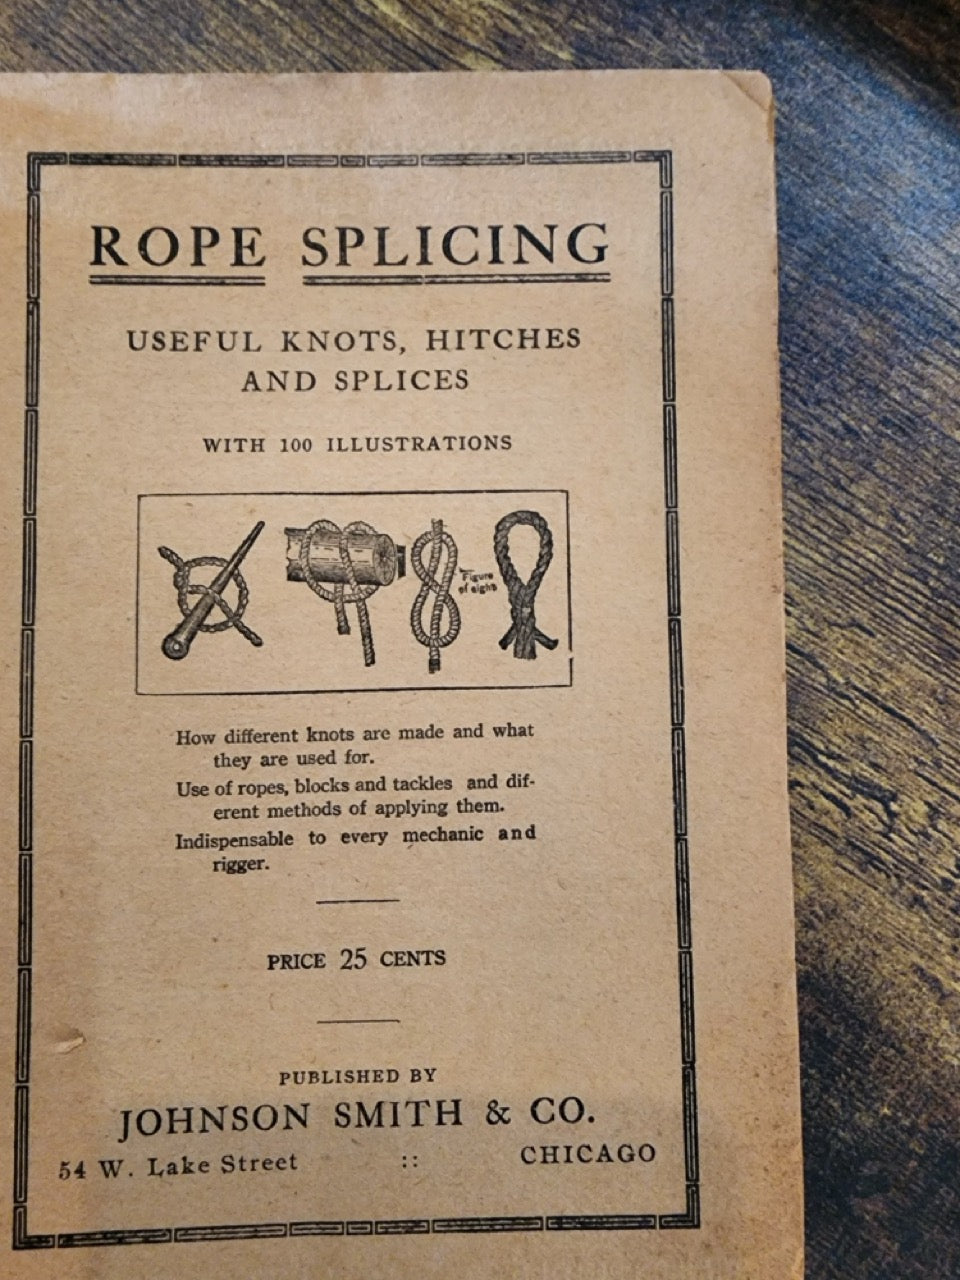 ROPE SPLICING
USEFUL KNOTS, HITCHES
AND SPLICES
WITH 100 ILLUSTRATIONS
Figure
of eight
How different knots are made and what
they are used for.
Use of ropes, blocks and tackles and dif-
erent methods of applying them.
Indispensable to every mechanic and
rigger.
PRICE 25 CENTS
PUBLISHED BY
JOHNSON SMITH & CO.
54 W. Lake Street :: CHICAGO